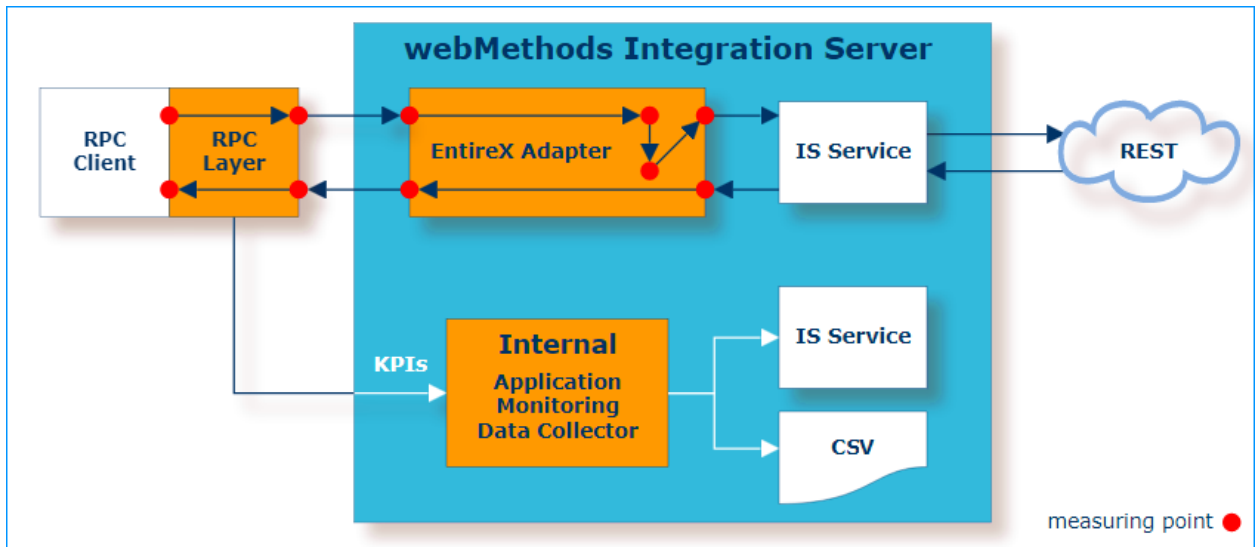 webMethods Integration Server
RPC
Client
RPC
Layer
EntireX Adapter
IS Service
REST
KPIs
Internal
Application
Monitoring
Data Collector
IS Service
CSV
measuring point